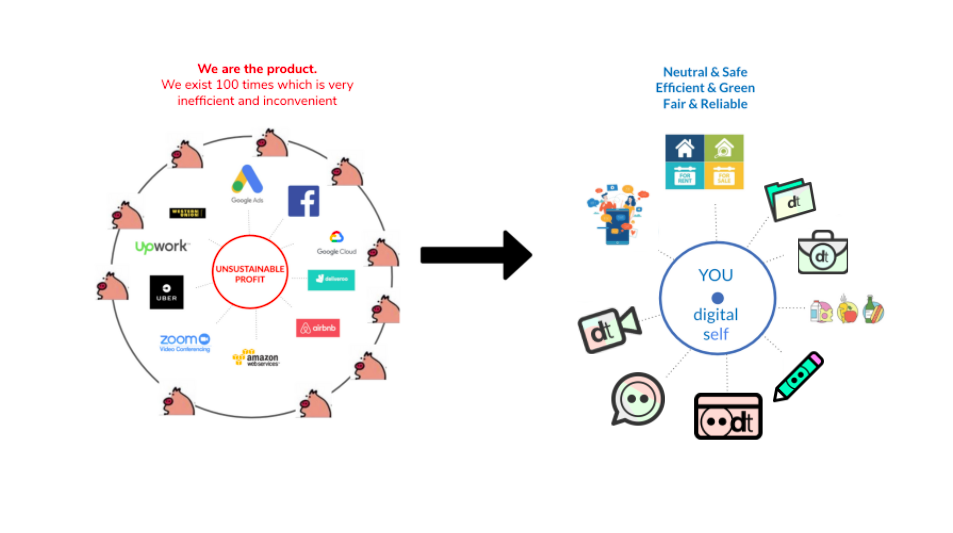 We are the product.
We exist 100 times which is very
inefficient and inconvenient
Neutral & Safe
Efficient & Green
Fair & Reliable
Google Ads
WESTERN
UNION
upwork
Google Cloud
UNSUSTAINABLE
PROFIT
deliveroo
UBER
airbnb
zoom
Video Conferencing
amazon
webservices
FOR
RENT
FOR
SALE
dt
dt
YOU
digital
self
dt
dt